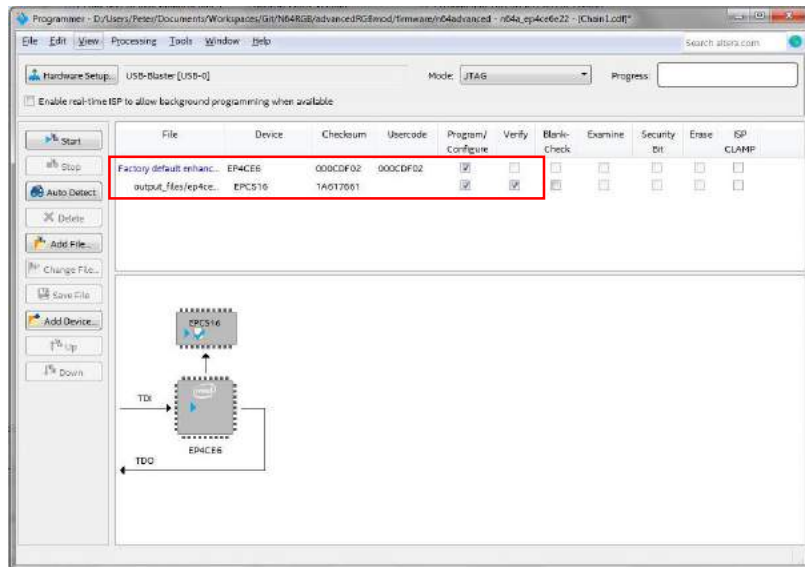 Programmer - D:/Users/Peter/Documents/Workspaces/Git/N64RGB/advancedRGBmod/firmware/n64advanced - n64a_ep4ce6e22 - [Chain1.cdf]*
File Edit View Processing Tools Window Help
Search altera.com
Hardware Setup... USB-Blaster [USB-0] Mode: JTAG Progress:
Enable real-time ISP to allow background programming when available
File Device Checksum Usercode Program/ Configure Verify Blank- Check Examine Security Bit Erase ISP CLAMP
Start
Factory default enhanc... EP4CE6 000CDF02 000CDF02
Stop
output_files/ep4ce... EPCS16 1A617661
Auto Detect
Delete
Add File...
Change File...
Save File
Add Device...
Up
Down
EPCS16
TDI
intel
EP4CE6
TDO